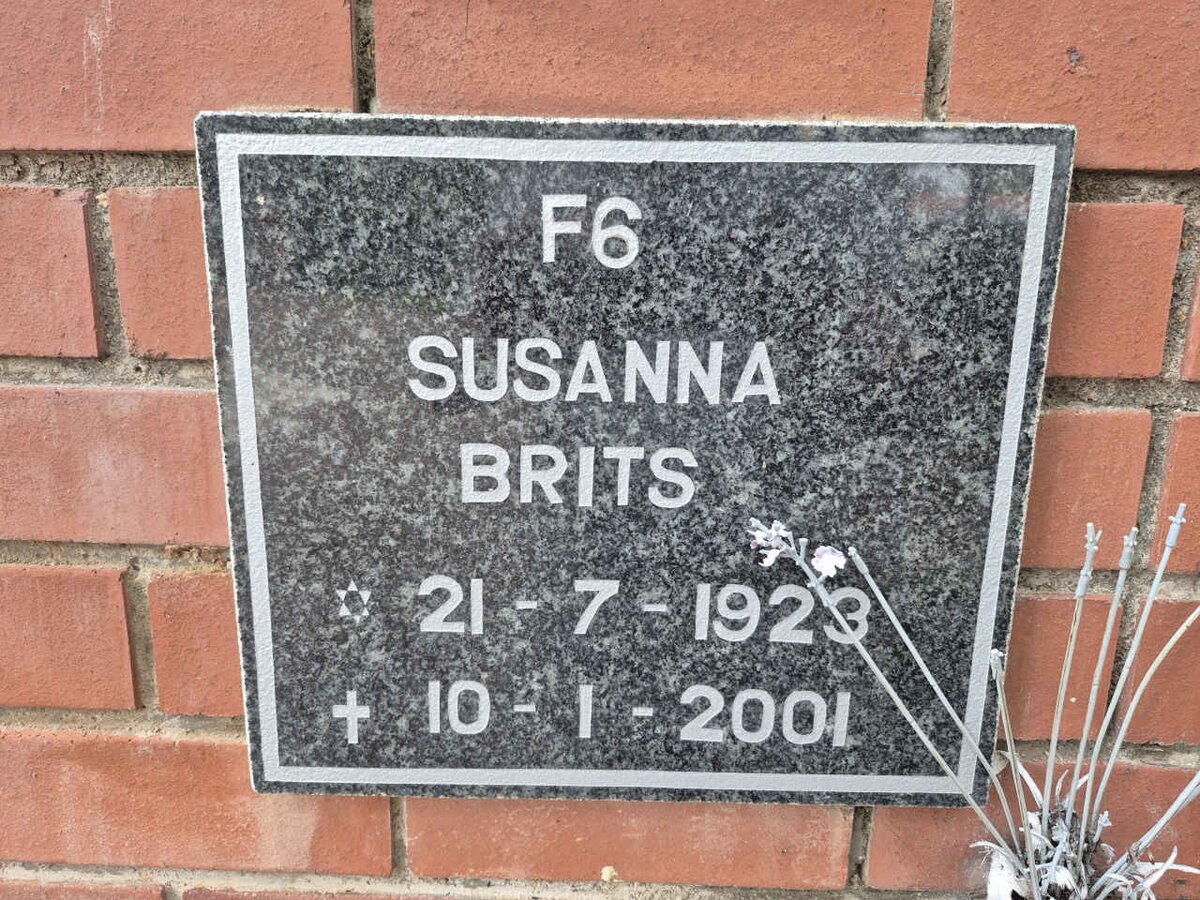 F6
SUSANNA
BRITS
✡ 21 - 7 - 1923
✝ 10 - 1 - 2001